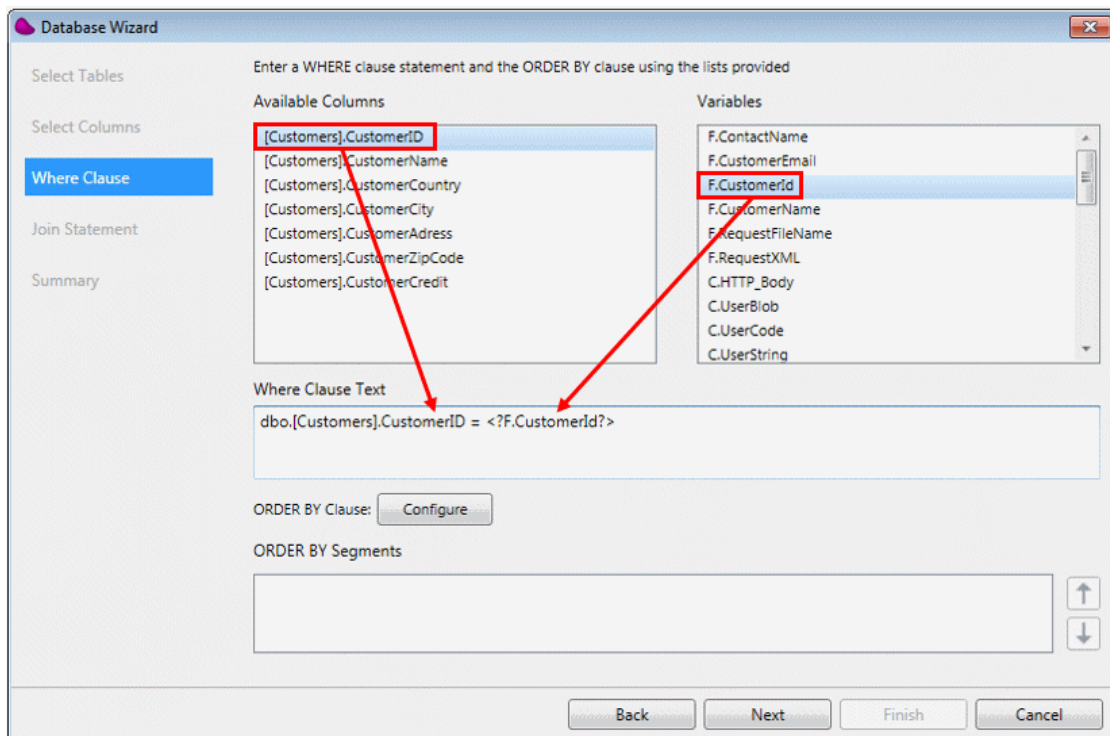 Database Wizard
Select Tables
Select Columns
Where Clause
Join Statement
Summary
Enter a WHERE clause statement and the ORDER BY clause using the lists provided
Available Columns
[Customers].CustomerID
[Customers].CustomerName
[Customers].CustomerCountry
[Customers].CustomerCity
[Customers].CustomerAdress
[Customers].CustomerZipCode
[Customers].CustomerCredit
Variables
F.ContactName
F.CustomerEmail
F.CustomerId
F.CustomerName
F.RequestFileName
F.RequestXML
C.HTTP_Body
C.UserBlob
C.UserCode
C.UserString
Where Clause Text
dbo.[Customers].CustomerID = <?F.CustomerId?>
ORDER BY Clause: Configure
ORDER BY Segments
Back Next Finish Cancel